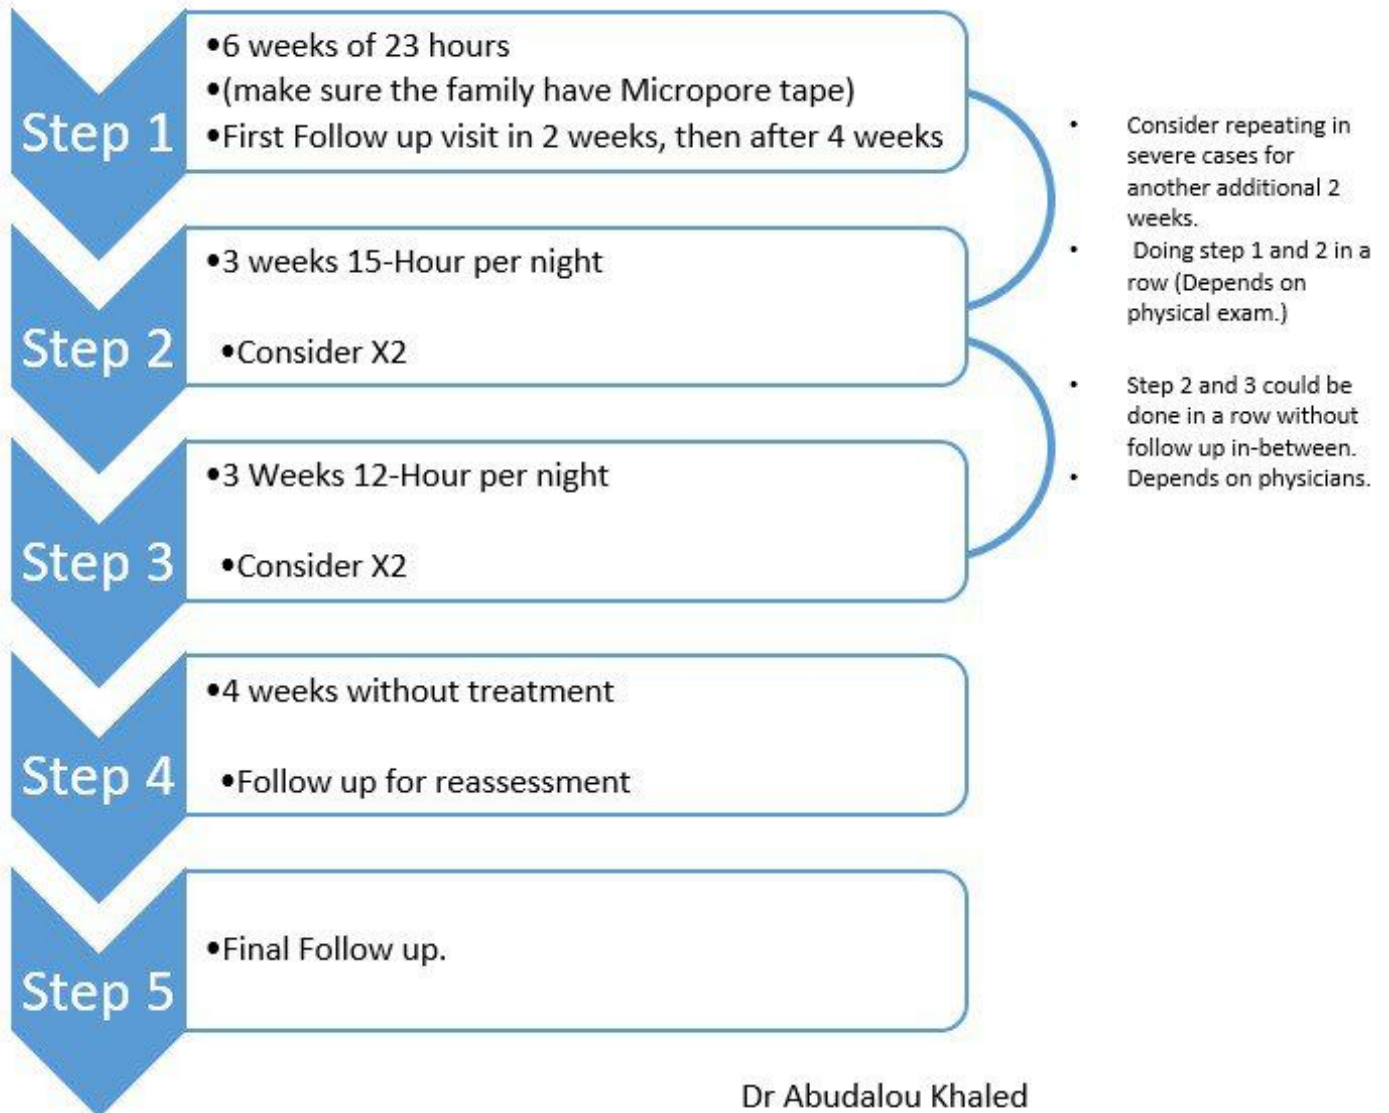 Step 1
•6 weeks of 23 hours
•(make sure the family have Micropore tape)
•First Follow up visit in 2 weeks, then after 4 weeks
Step 2
•3 weeks 15-Hour per night
•Consider X2
Step 3
•3 Weeks 12-Hour per night
•Consider X2
Step 4
•4 weeks without treatment
•Follow up for reassessment
Step 5
•Final Follow up.
• Consider repeating in
severe cases for
another additional 2
weeks.
• Doing step 1 and 2 in a
row (Depends on
physical exam.)
• Step 2 and 3 could be
done in a row without
follow up in-between.
• Depends on physicians.
Dr Abudalou Khaled